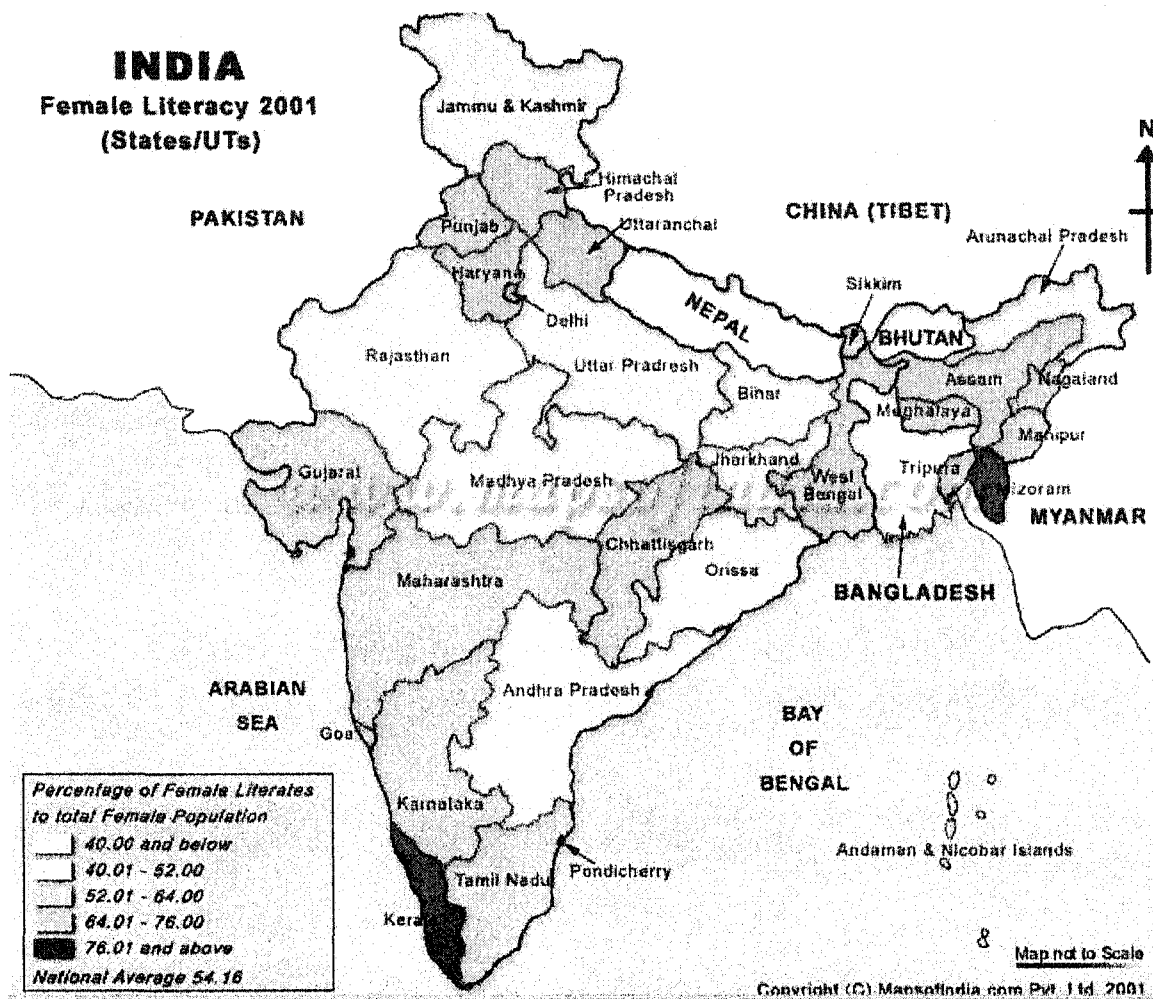 INDIA
Female Literacy 2001
(States/UTs)
N
Jammu & Kashmir
Himachal
Pradesh
PAKISTAN
CHINA (TIBET)
Punjab
Uttaranchal
Arunachal Pradesh
Haryana
Sikkim
Delhi
NEPAL
BHUTAN
Rajasthan
Uttar Pradresh
Bihar
Assam
Nagaland
Meghalaya
Manipur
Gujarat
Madhya Pradesh
Jharkhand
West
Bengal
Tripura
Mizoram
MYANMAR
Chhattisgarh
Maharashtra
Orissa
BANGLADESH
ARABIAN
SEA
Andhra Pradesh
BAY
OF
BENGAL
Goa
Karnataka
Andaman & Nicobar Islands
Tamil Nadu
Pondicherry
Kera
Percentage of Female Literates
to total Female Population
40.00 and below
40.01 - 52.00
52.01 - 64.00
64.01 - 76.00
76.01 and above
National Average 54.16
Map not to Scale
Copyright (C) MapsofIndia.com Pvt. Ltd. 2001